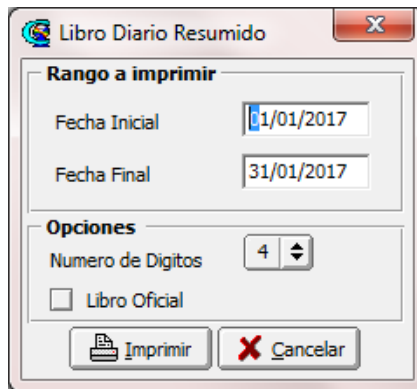 Libro Diario Resumido
Rango a imprimir
Fecha Inicial 01/01/2017
Fecha Final 31/01/2017
Opciones
Numero de Digitos 4
Libro Oficial
Imprimir Cancelar